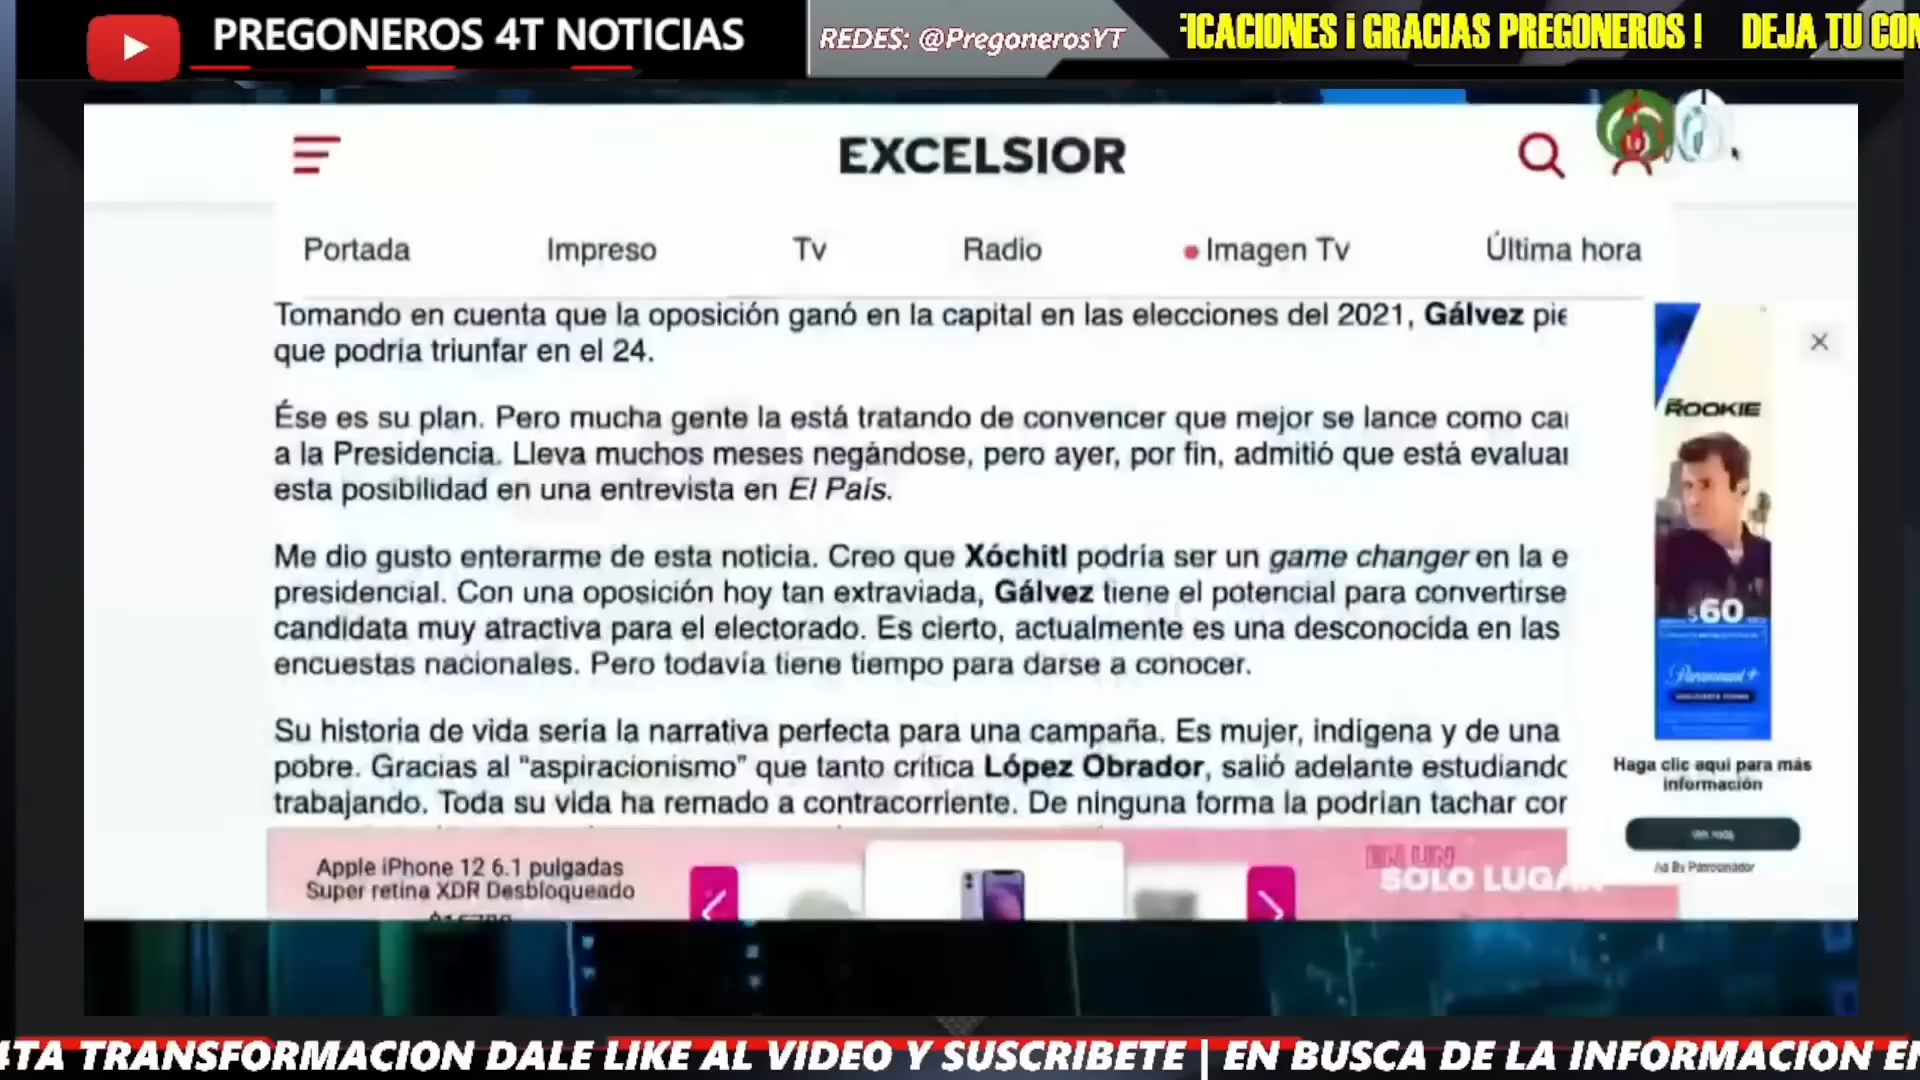 PREGONEROS 4T NOTICIAS
REDES: @PregonerosYT
GRACIAS PREGONEROS !
DEJA TU
EXCELSIOR
Portada
Impreso
Tv
Radio
Imagen Tv
Última hora
Tomando en cuenta que la oposición ganó en la capital en las elecciones del 2021, Gálvez pie
que podría triunfar en el 24.
Ése es su plan. Pero mucha gente la está tratando de convencer que mejor se lance como ca
a la Presidencia. Lleva muchos meses negándose, pero ayer, por fin, admitió que está evalua
esta posibilidad en una entrevista en El País.
Me dio gusto enterarme de esta noticia. Creo que Xóchitl podría ser un game changer en la e
presidencial. Con una oposición hoy tan extraviada, Gálvez tiene el potencial para convertirse
candidata muy atractiva para el electorado. Es cierto, actualmente es una desconocida en las
encuestas nacionales. Pero todavía tiene tiempo para darse a conocer.
Su historia de vida sería la narrativa perfecta para una campaña. Es mujer, indígena y de una
pobre. Gracias al “aspiracionismo” que tanto critica López Obrador, salió adelante estudiando
trabajando. Toda su vida ha remado a contracorriente. De ninguna forma la podrían tachar co
ROOKIE
$60
Paramount+
Haga clic aquí para más
información
Ad By Patrocinador
Apple iPhone 12 6.1 pulgadas
Super retina XDR Desbloqueado
EN UN
SOLO LUGAR
4TA TRANSFORMACION DALE LIKE AL VIDEO Y SUSCRIBETE | EN BUSCA DE LA INFORMACION